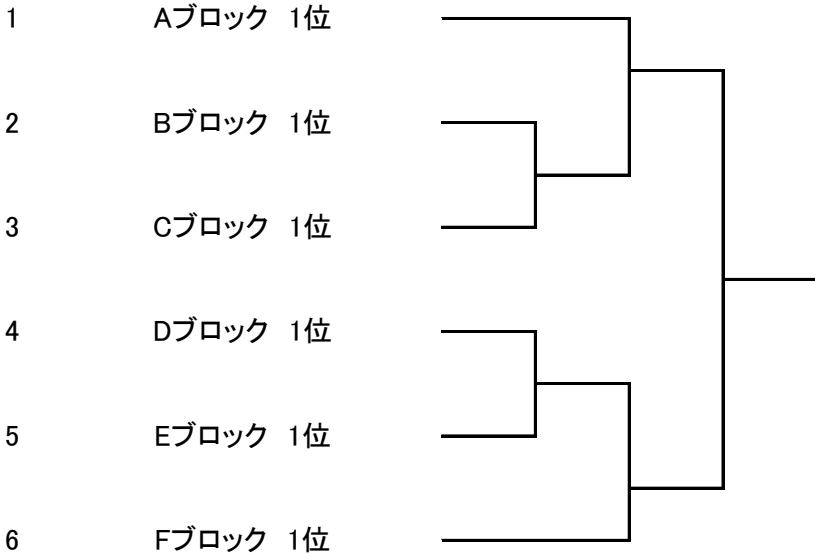 1 Aブロック 1位
2 Bブロック 1位
3 Cブロック 1位
4 Dブロック 1位
5 Eブロック 1位
6 Fブロック 1位